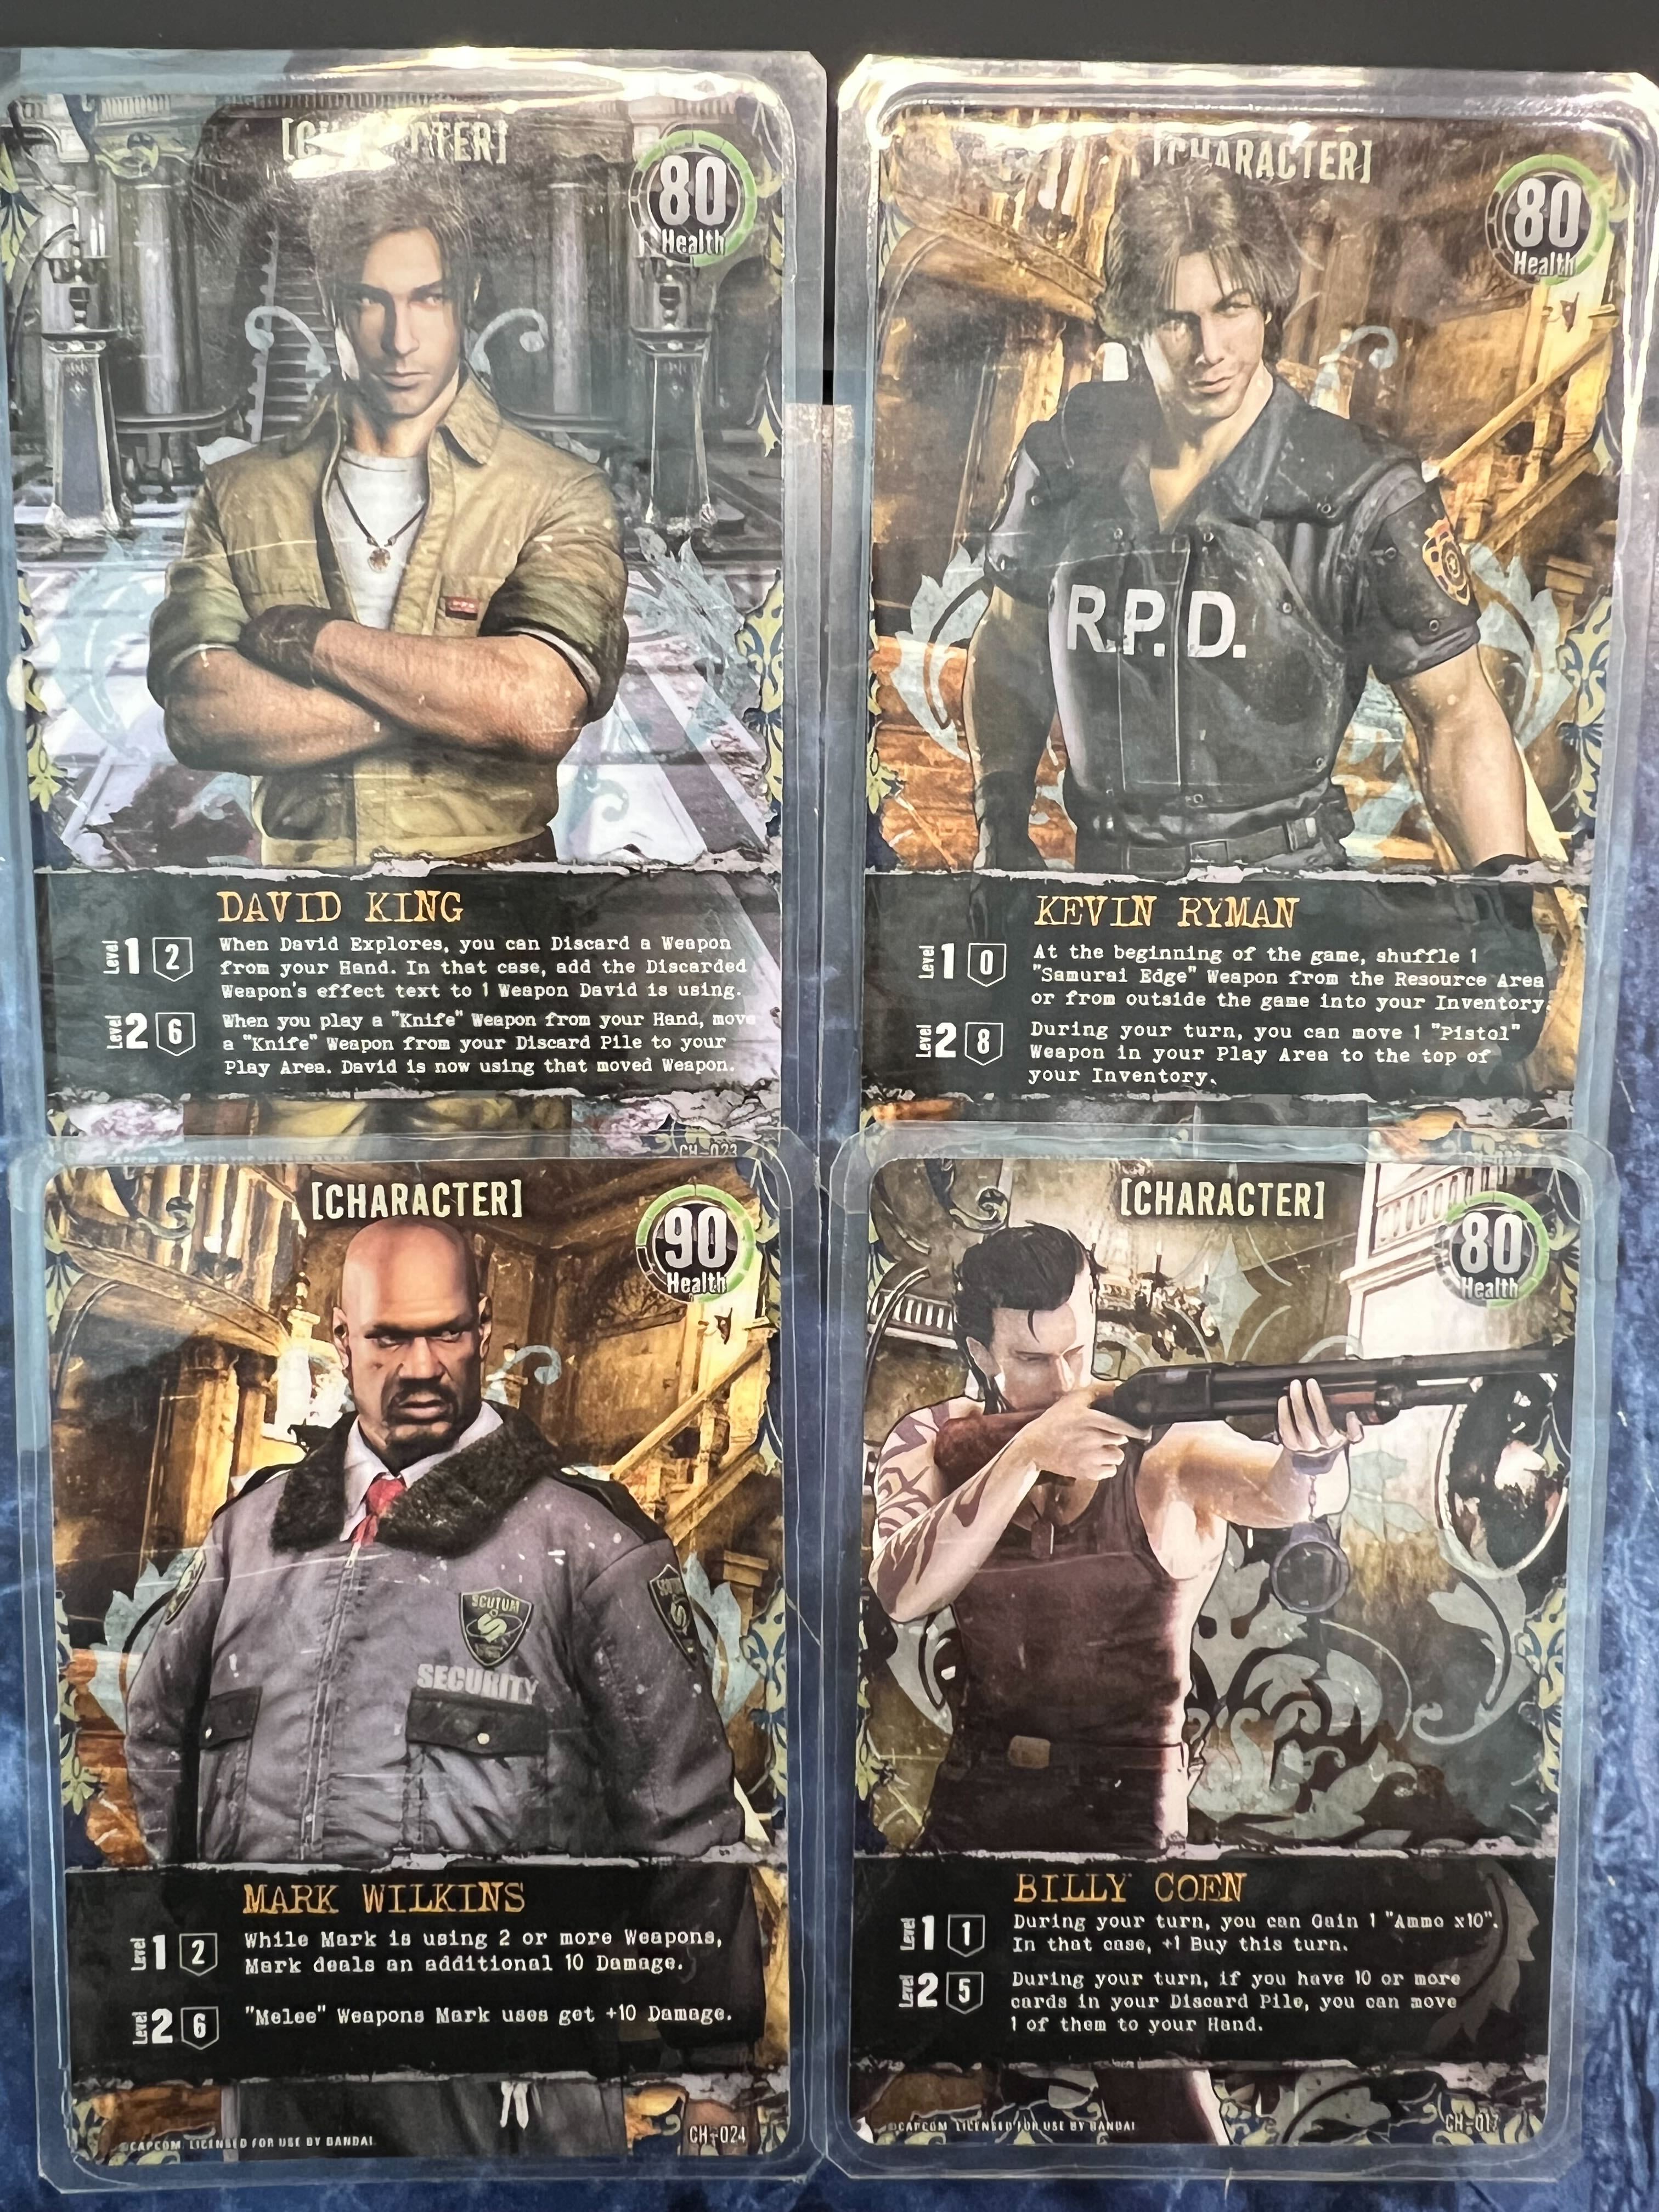 [CHARACTER]
80
Health
DAVID KING
Level 1 2
When David Explores, you can Discard a Weapon
from your Hand. In that case, add the Discarded
Weapon's effect text to 1 Weapon David is using.
Level 2 6
When you play a "Knife" Weapon from your Hand, move
a "Knife" Weapon from your Discard Pile to your
Play Area. David is now using that moved Weapon.
CH-023
[CHARACTER]
80
Health
R.P.D.
KEVIN RYMAN
Level 1 0
At the beginning of the game, shuffle 1
"Samurai Edge" Weapon from the Resource Area
or from outside the game into your Inventory.
Level 2 8
During your turn, you can move 1 "Pistol"
Weapon in your Play Area to the top of
your Inventory.
[CHARACTER]
90
Health
SCUTUM
SECURITY
MARK WILKINS
Level 1 2
While Mark is using 2 or more Weapons,
Mark deals an additional 10 Damage.
Level 2 6
"Melee" Weapons Mark uses get +10 Damage.
©CAPCOM. LICENSED FOR USE BY BANDAI.
CH-024
[CHARACTER]
80
Health
BILLY COEN
Level 1 1
During your turn, you can Gain 1 "Ammo x10".
In that case, +1 Buy this turn.
Level 2 5
During your turn, if you have 10 or more
cards in your Discard Pile, you can move
1 of them to your Hand.
©CAPCOM. LICENSED FOR USE BY BANDAI
CH-017